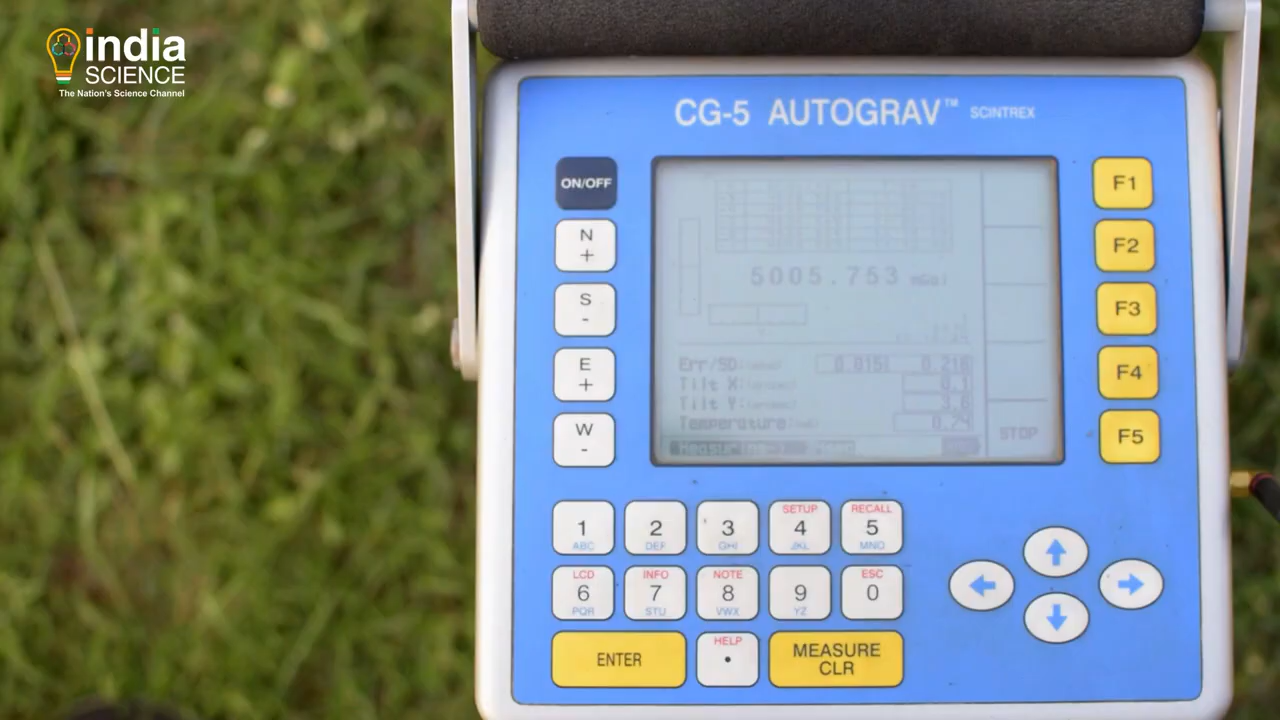 india
SCIENCE
The Nation's Science Channel
CG-5 AUTOGRAV™ SCINTREX
ON/OFF
N
+
S
-
E
+
W
-
F1
F2
F3
F4
F5
5005.753 mGal
Err/SD:
Tilt X:
Tilt Y:
Temperature
STOP
1
ABC
2
DEF
3
GHI
SETUP
4
JKL
RECALL
5
MNO
LCD
6
PQR
INFO
7
STU
NOTE
8
VWX
9
YZ
ESC
0
ENTER
HELP
.
MEASURE
CLR